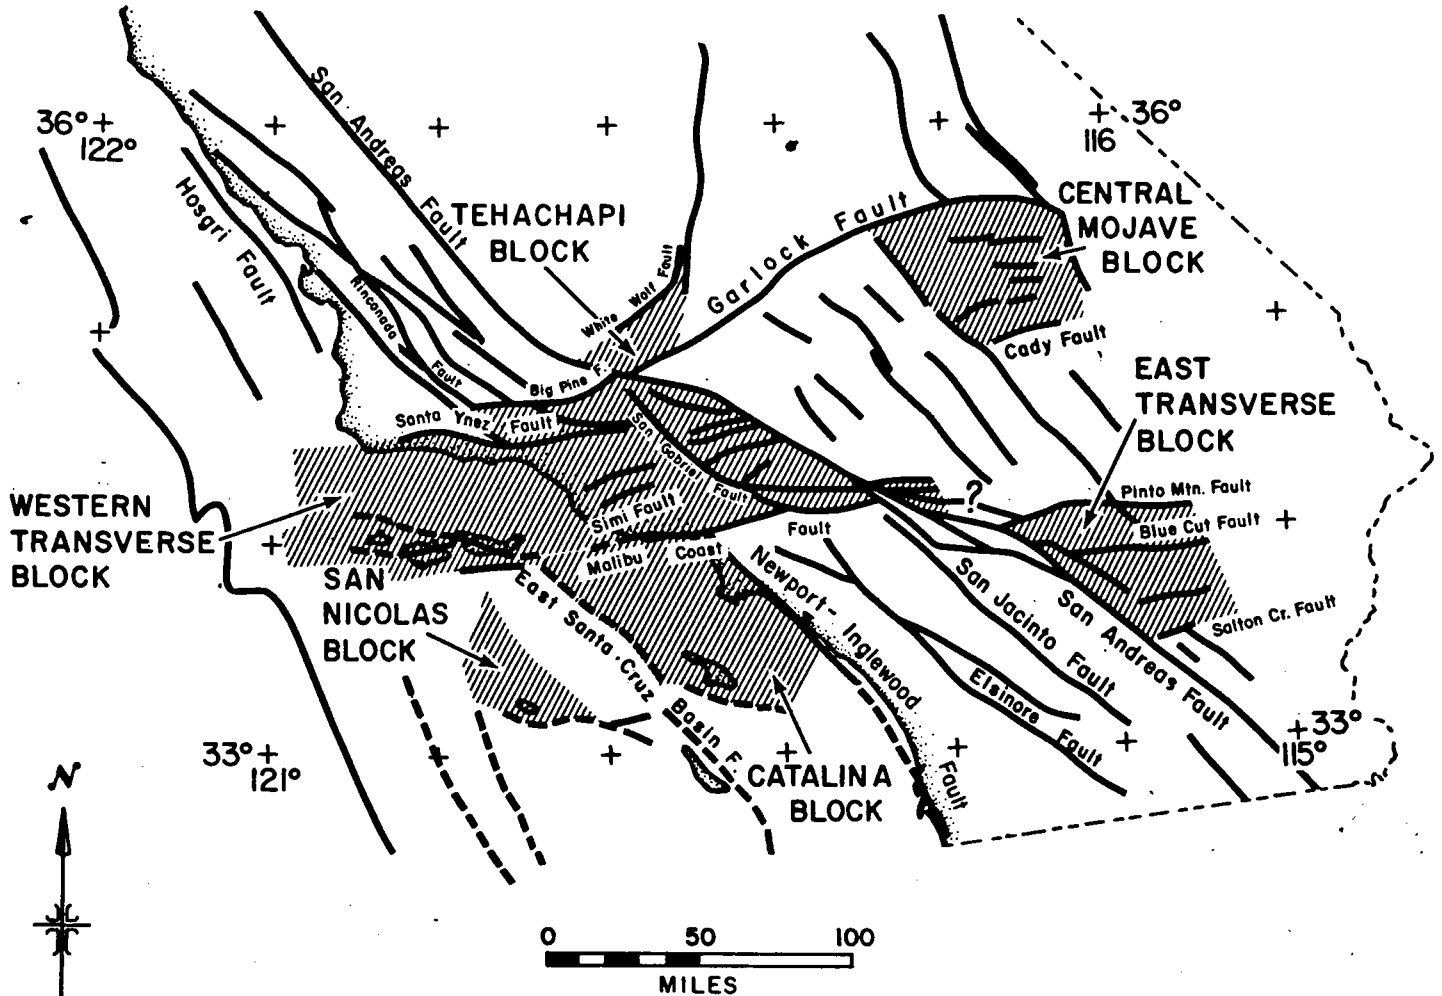 San Andreas Fault
36°
122°
36°
116
Hosgri Fault
TEHACHAPI
BLOCK
White Wolf Fault
Garlock Fault
CENTRAL
MOJAVE
BLOCK
Rinconada
Fault
Big Pine F.
Cady Fault
EAST
TRANSVERSE
BLOCK
Santa Ynez Fault
San Gabriel Fault
?
Pinto Mtn. Fault
Blue Cut Fault
WESTERN
TRANSVERSE
BLOCK
Simi Fault
Malibu Coast Fault
SAN
NICOLAS
BLOCK
East Santa Cruz Basin F.
Newport-Inglewood Fault
San Jacinto Fault
San Andreas Fault
Salton Cr. Fault
Elsinore Fault
33°
121°
33°
115°
CATALINA
BLOCK
N
0 50 100
MILES